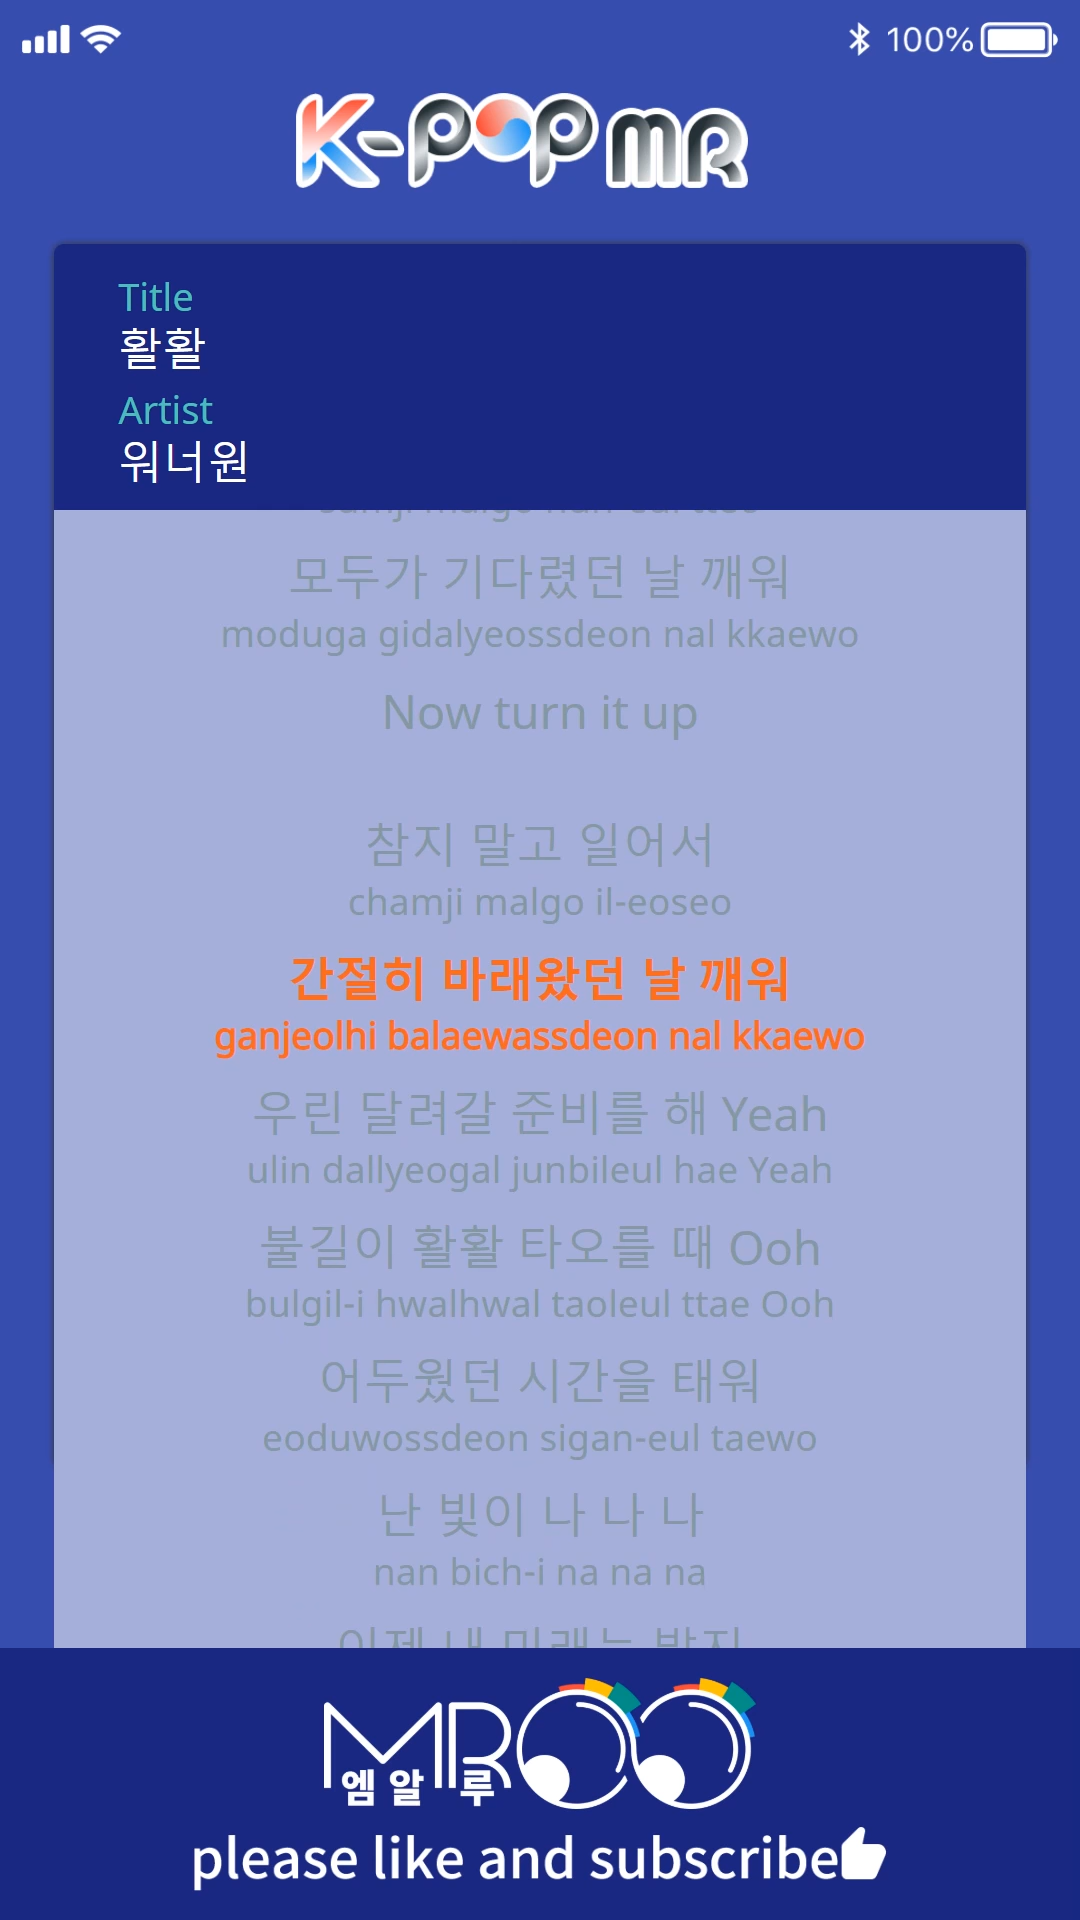 100%
K-POP MR
Title
활활
Artist
워너원
모두가 기다렸던 날 깨워
moduga gidalyeossdeon nal kkaewo
Now turn it up
참지 말고 일어서
chamji malgo il-eoseo
간절히 바래왔던 날 깨워
ganjeolhi balaewassdeon nal kkaewo
우린 달려갈 준비를 해 Yeah
ulin dallyeogal junbileul hae Yeah
불길이 활활 타오를 때 Ooh
bulgil-i hwalhwal taoleul ttae Ooh
어두웠던 시간을 태워
eoduwossdeon sigan-eul taewo
난 빛이 나 나 나
nan bich-i na na na
MROO
엠알루
please like and subscribe